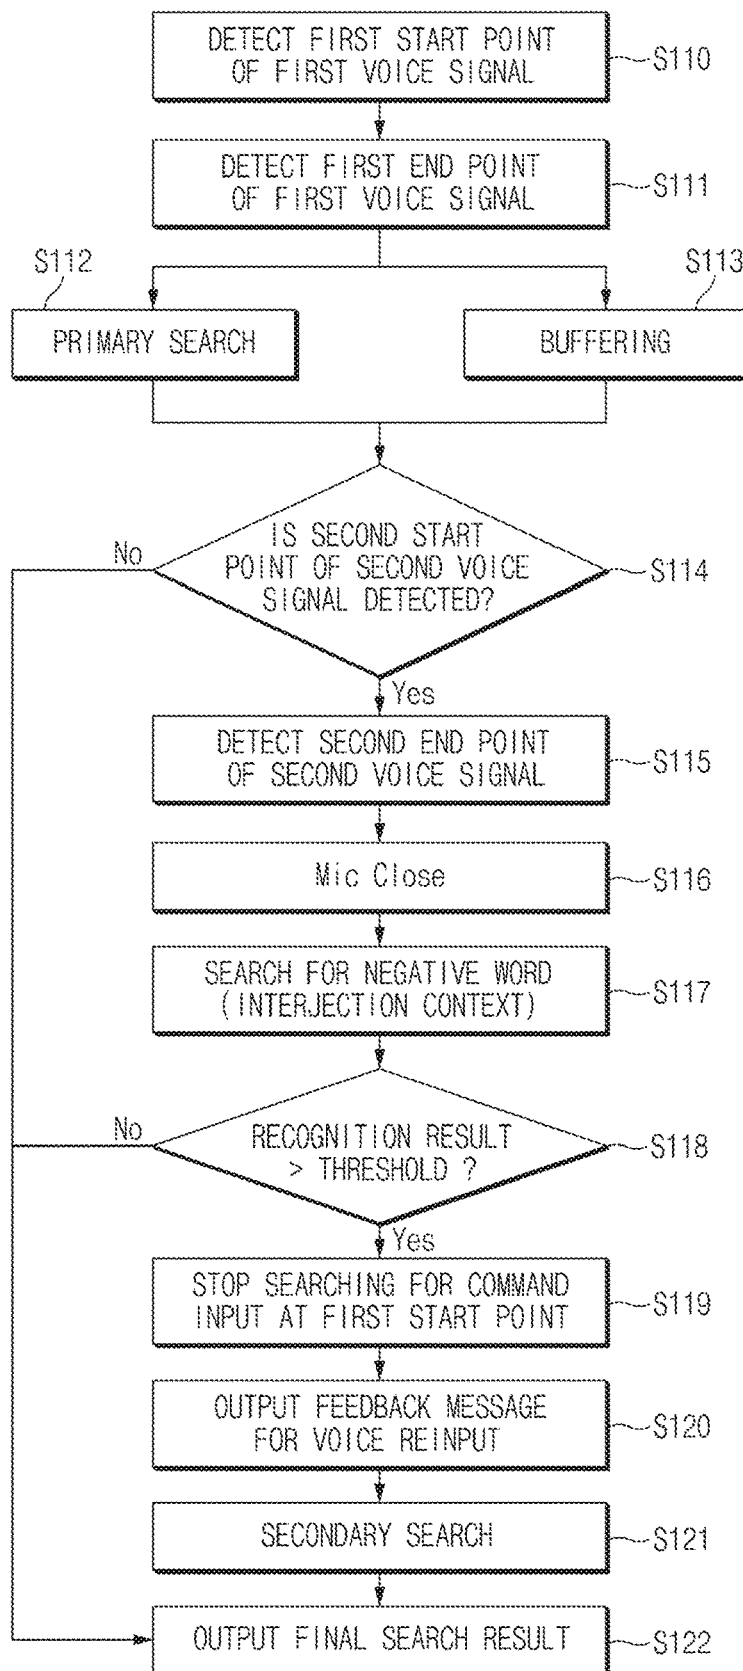 DETECT FIRST START POINT
OF FIRST VOICE SIGNAL
S110
DETECT FIRST END POINT
OF FIRST VOICE SIGNAL
S111
S112
S113
PRIMARY SEARCH
BUFFERING
IS SECOND START
POINT OF SECOND VOICE
SIGNAL DETECTED?
No
S114
Yes
DETECT SECOND END POINT
OF SECOND VOICE SIGNAL
S115
Mic Close
S116
SEARCH FOR NEGATIVE WORD
(INTERJECTION CONTEXT)
S117
No
RECOGNITION RESULT
> THRESHOLD ?
S118
Yes
STOP SEARCHING FOR COMMAND
INPUT AT FIRST START POINT
S119
OUTPUT FEEDBACK MESSAGE
FOR VOICE REINPUT
S120
SECONDARY SEARCH
S121
OUTPUT FINAL SEARCH RESULT
S122